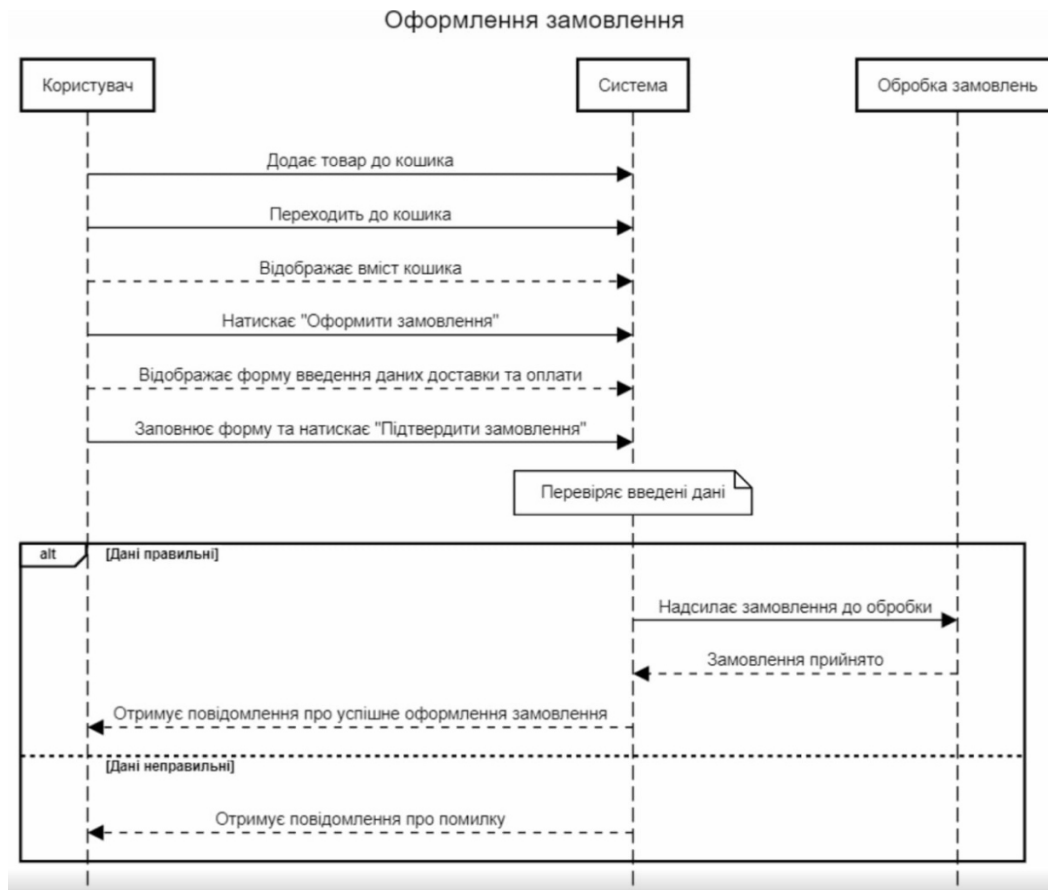 Оформлення замовлення
Користувач
Система
Обробка замовлень
Додає товар до кошика
Переходить до кошика
Відображає вміст кошика
Натискає "Оформити замовлення"
Відображає форму введення даних доставки та оплати
Заповнює форму та натискає "Підтвердити замовлення"
Перевіряє введені дані
alt
[Дані правильні]
Надсилає замовлення до обробки
Замовлення прийнято
Отримує повідомлення про успішне оформлення замовлення
[Дані неправильні]
Отримує повідомлення про помилку